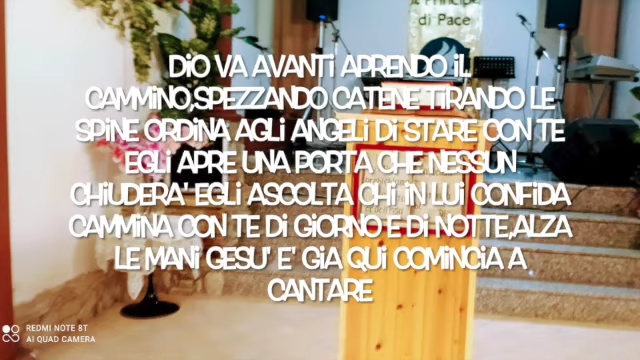 il Principe
di Pace
DiO VA AVANTi APRENDO iL
CAMMiNO,SPEZZANDO CATENE TiRANDO LE
SPiNE ORDiNA AGLi ANGELi Di STARE CON TE
EGLi APRE UNA PORTA CHE NESSUN
CHiUDERA' EGLi ASCOLTA CHi iN LUi CONFiDA
CAMMiNA CON TE Di GiORNO E Di NOTTE,ALZA
LE MANi GESU' E' GiA QUi COMiNCiA A
CANTARE
REDMI NOTE 8T
AI QUAD CAMERA